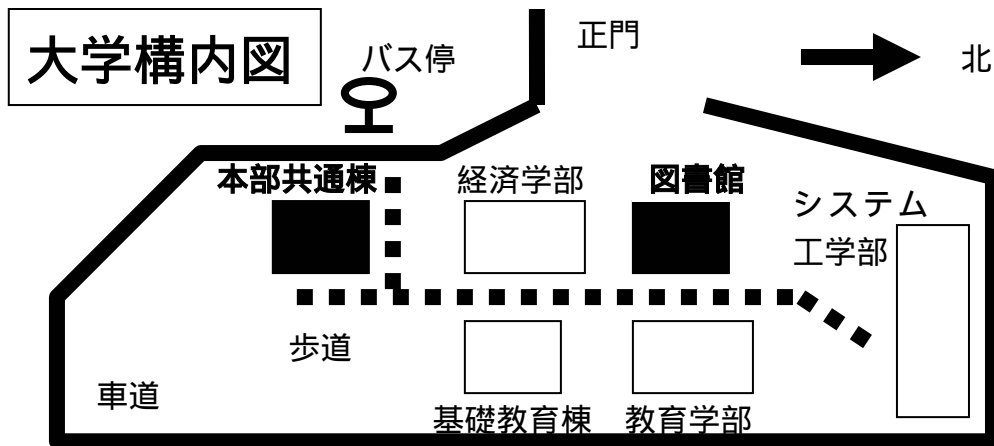 大学構内図
バス停
正門
北
本部共通棟
経済学部
図書館
システム
工学部
歩道
車道
基礎教育棟
教育学部